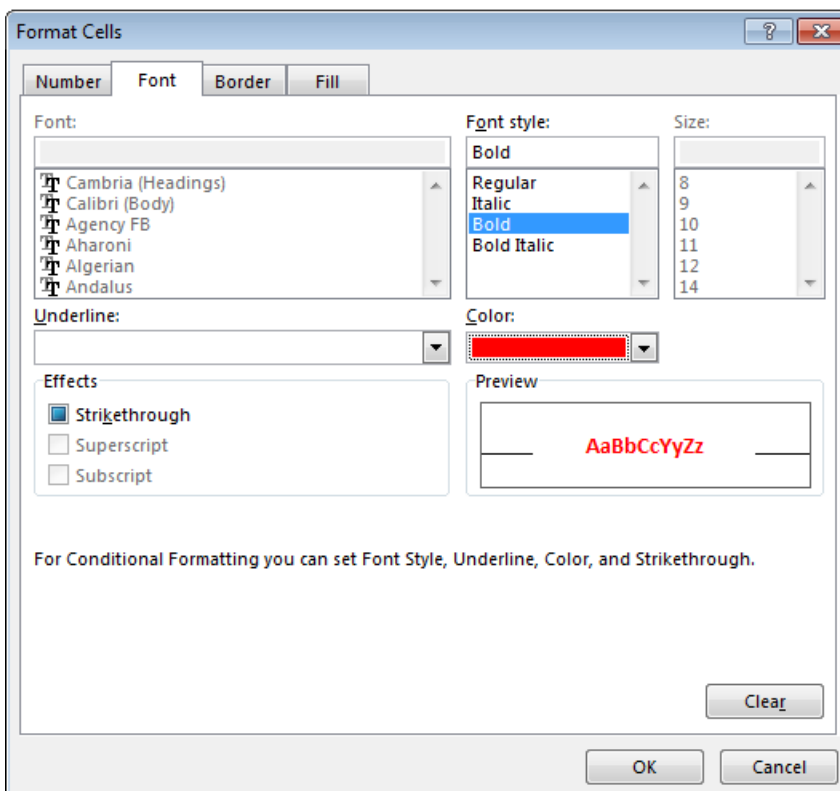 Format Cells
Number Font Border Fill
Font: Font style: Size:
Bold
Cambria (Headings) Regular 8
Calibri (Body) Italic 9
Agency FB Bold 10
Aharoni Bold Italic 11
Algerian 12
Andalus 14
Underline: Color:
Effects Preview
Strikethrough
Superscript AaBbCcYyZz
Subscript
For Conditional Formatting you can set Font Style, Underline, Color, and Strikethrough.
Clear
OK Cancel